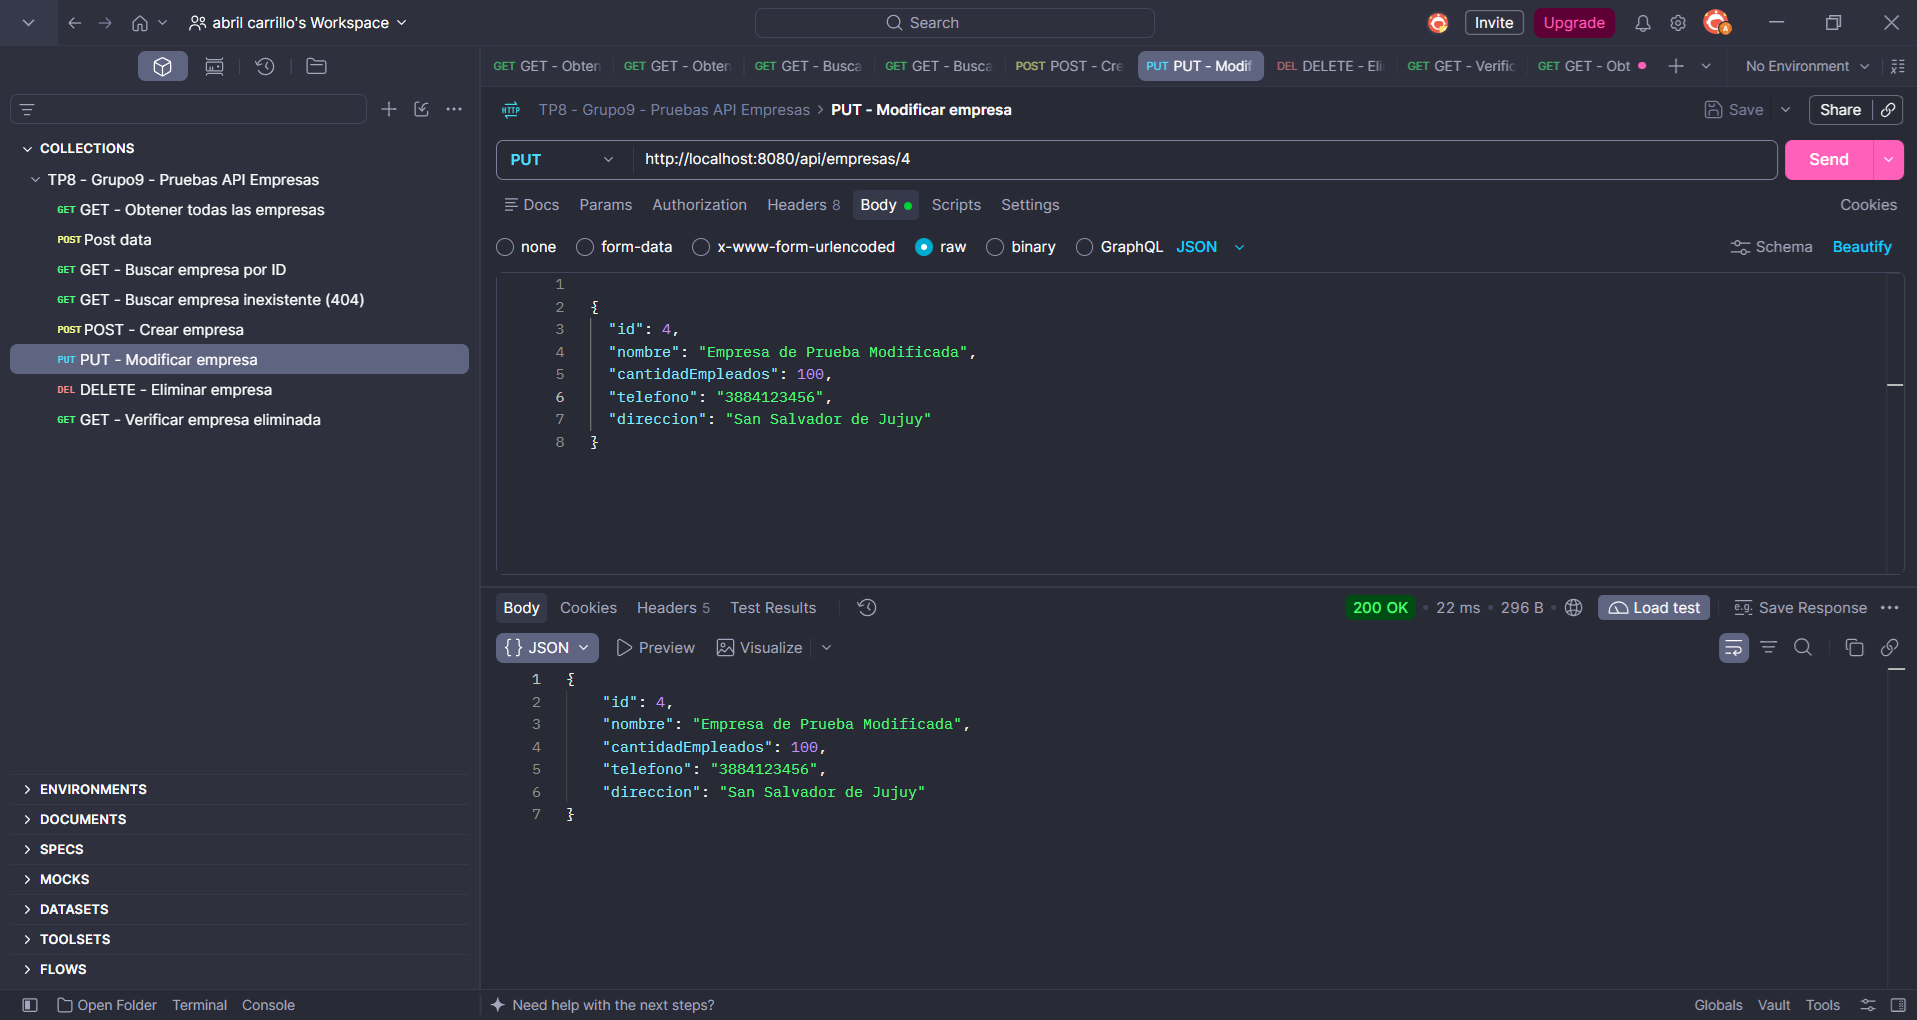 abril carrillo's Workspace
Search
Invite
Upgrade
GET GET - Obten
GET GET - Obten
GET GET - Busca
GET GET - Busca
POST POST - Cre
PUT PUT - Modif
DEL DELETE - Eli
GET GET - Verific
GET GET - Obt
No Environment
HTTP TP8 - Grupo9 - Pruebas API Empresas > PUT - Modificar empresa
Save
Share
COLLECTIONS
TP8 - Grupo9 - Pruebas API Empresas
GET GET - Obtener todas las empresas
POST Post data
GET GET - Buscar empresa por ID
GET GET - Buscar empresa inexistente (404)
POST POST - Crear empresa
PUT PUT - Modificar empresa
DEL DELETE - Eliminar empresa
GET GET - Verificar empresa eliminada
ENVIRONMENTS
DOCUMENTS
SPECS
MOCKS
DATASETS
TOOLSETS
FLOWS
PUT http://localhost:8080/api/empresas/4
Send
Docs Params Authorization Headers 8 Body Scripts Settings
Cookies
none form-data x-www-form-urlencoded raw binary GraphQL JSON
Schema Beautify
1
2 {
3 "id": 4,
4 "nombre": "Empresa de Prueba Modificada",
5 "cantidadEmpleados": 100,
6 "telefono": "3884123456",
7 "direccion": "San Salvador de Jujuy"
8 }
Body Cookies Headers 5 Test Results
200 OK • 22 ms • 296 B •
Load test
e.g. Save Response
{ } JSON Preview Visualize
1 {
2 "id": 4,
3 "nombre": "Empresa de Prueba Modificada",
4 "cantidadEmpleados": 100,
5 "telefono": "3884123456",
6 "direccion": "San Salvador de Jujuy"
7 }
Open Folder Terminal Console
Need help with the next steps?
Globals Vault Tools